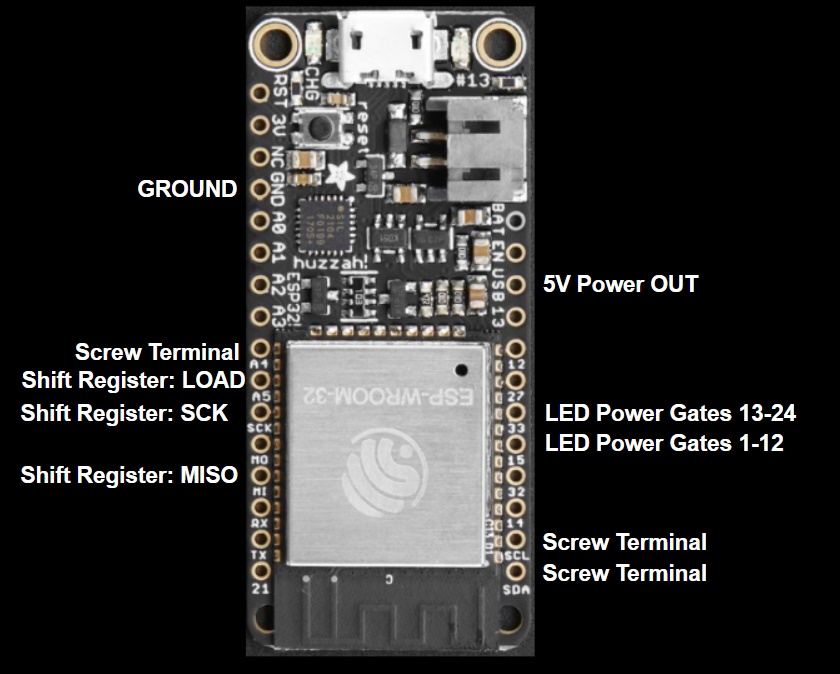 #13
CHG
RST
3V
reset
NC
GROUND
GND
A0
SIL
2104
BAT
A1
EN
huzzah!
ESP32!
A2
USB
5V Power OUT
A3
13
Screw Terminal
A4
12
Shift Register: LOAD
A5
27
ESP-WROOM-32
Shift Register: SCK
SCK
33
LED Power Gates 13-24
LED Power Gates 1-12
MO
15
Shift Register: MISO
MI
32
RX
14
Screw Terminal
TX
SCL
Screw Terminal
21
SDA
C